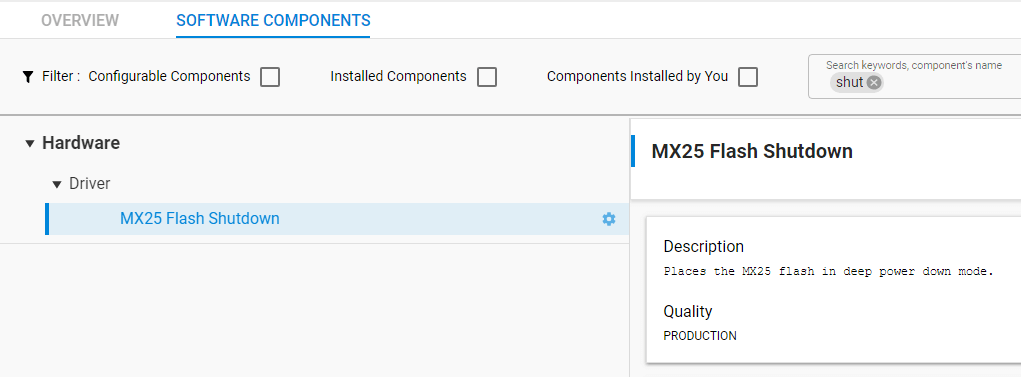 OVERVIEW SOFTWARE COMPONENTS
Filter : Configurable Components Installed Components Components Installed by You
Search keywords, component's name
shut
Hardware
Driver
MX25 Flash Shutdown
MX25 Flash Shutdown
Description
Places the MX25 flash in deep power down mode.
Quality
PRODUCTION